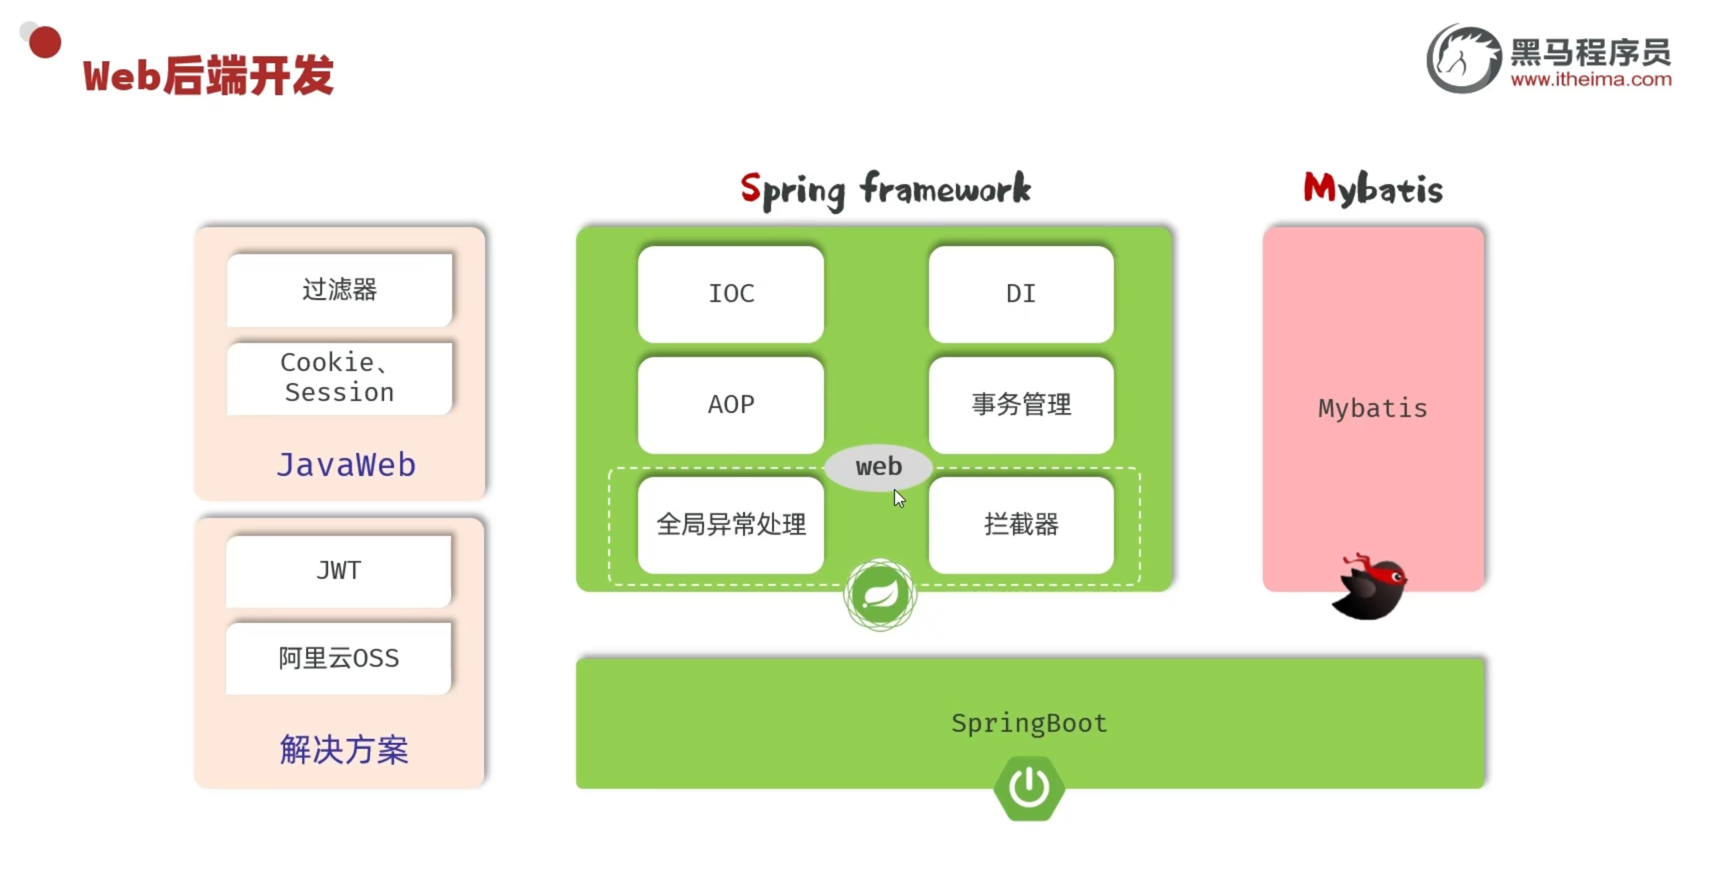 Web后端开发
黑马程序员
www.itheima.com
过滤器
Cookie、
Session
JavaWeb
JWT
阿里云OSS
解决方案
Spring framework
IOC
DI
AOP
事务管理
web
全局异常处理
拦截器
Mybatis
Mybatis
SpringBoot